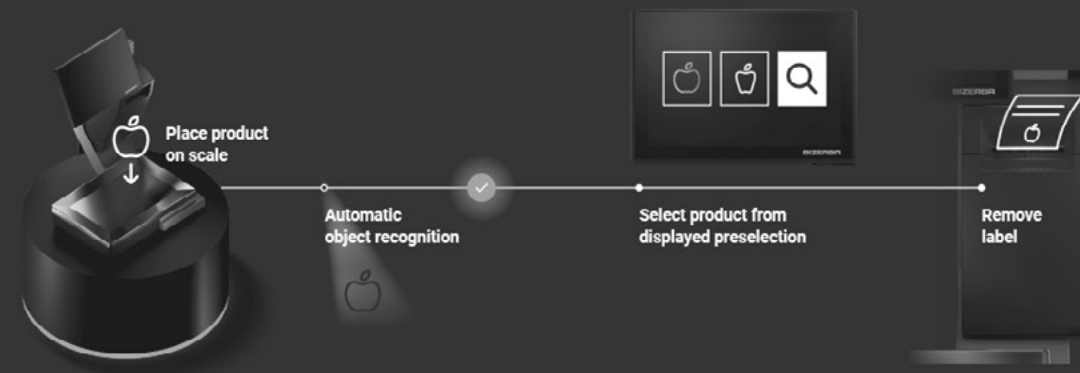 Place product
on scale
Automatic
object recognition
BIZERBA
Select product from
displayed preselection
BIZERBA
Remove
label